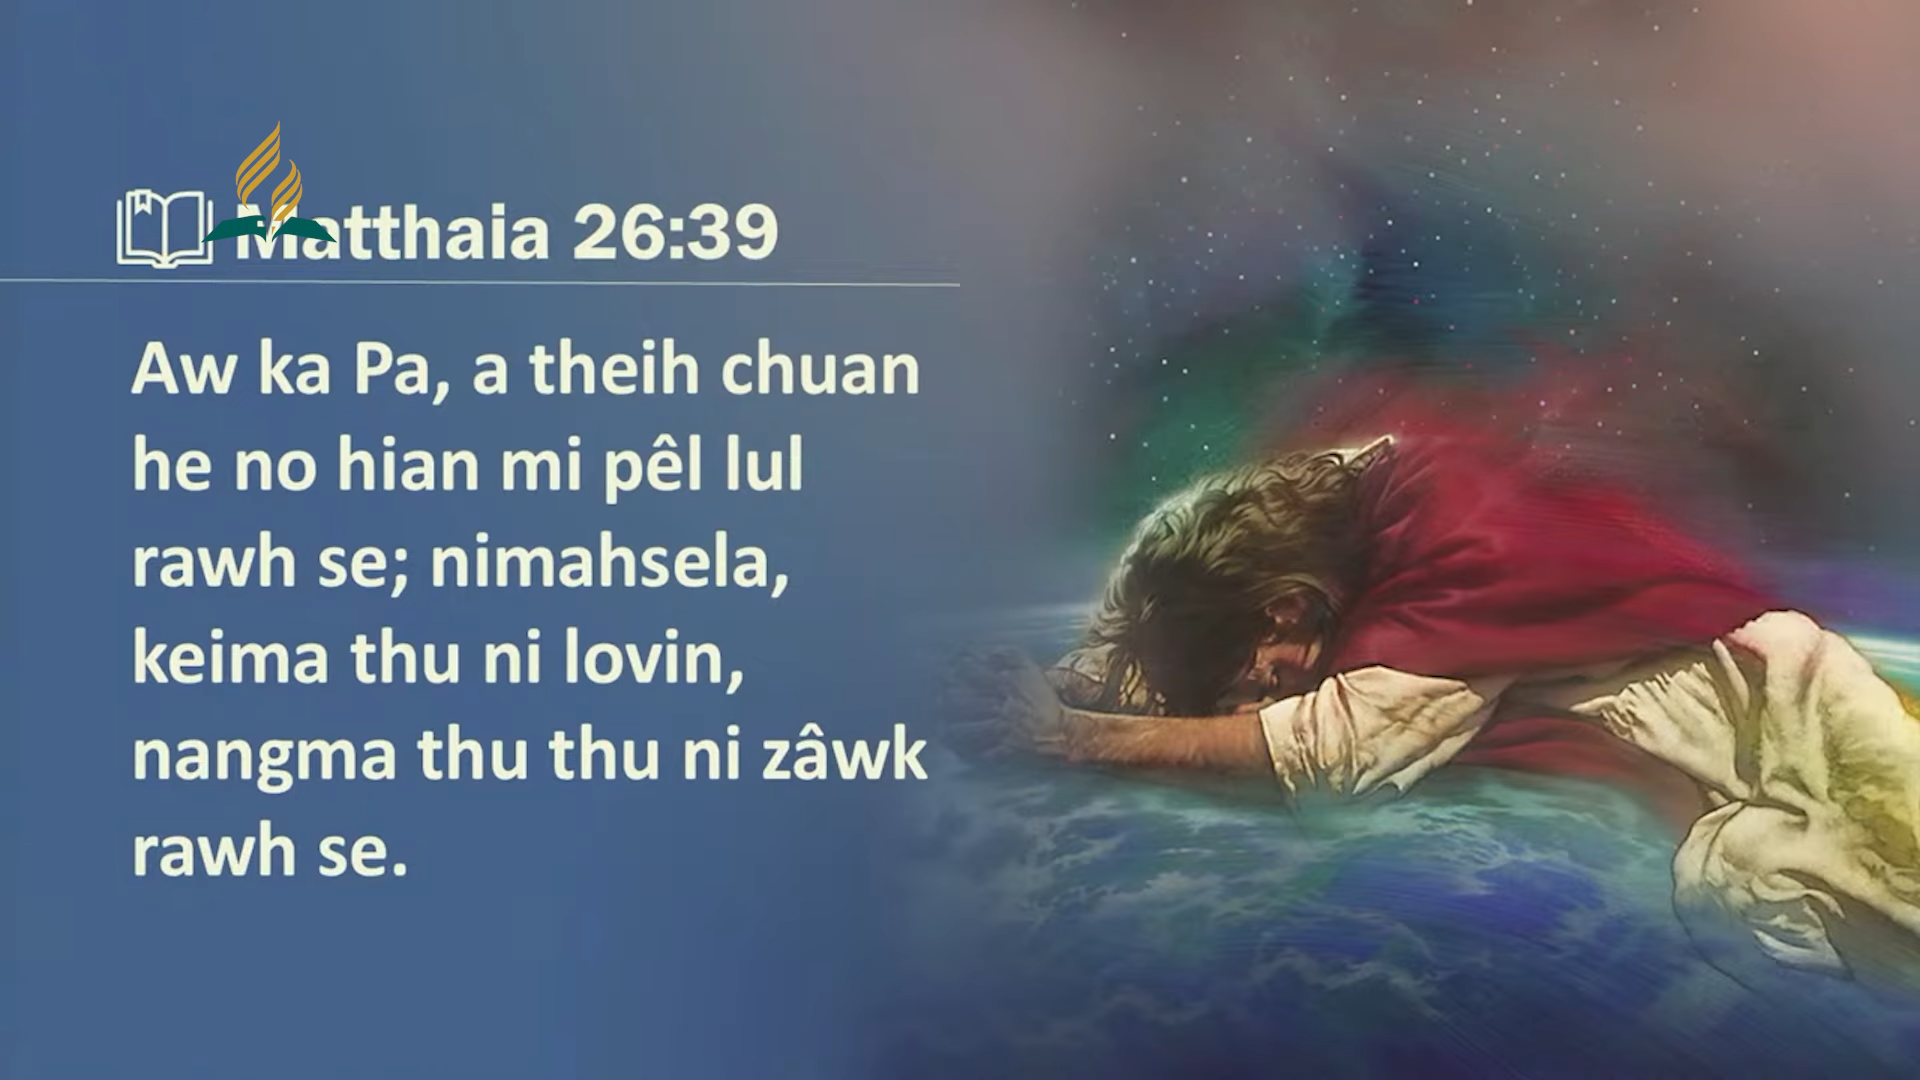 Matthaia 26:39
Aw ka Pa, a theih chuan
he no hian mi pêl lul
rawh se; nimahsela,
keima thu ni lovin,
nangma thu thu ni zâwk
rawh se.